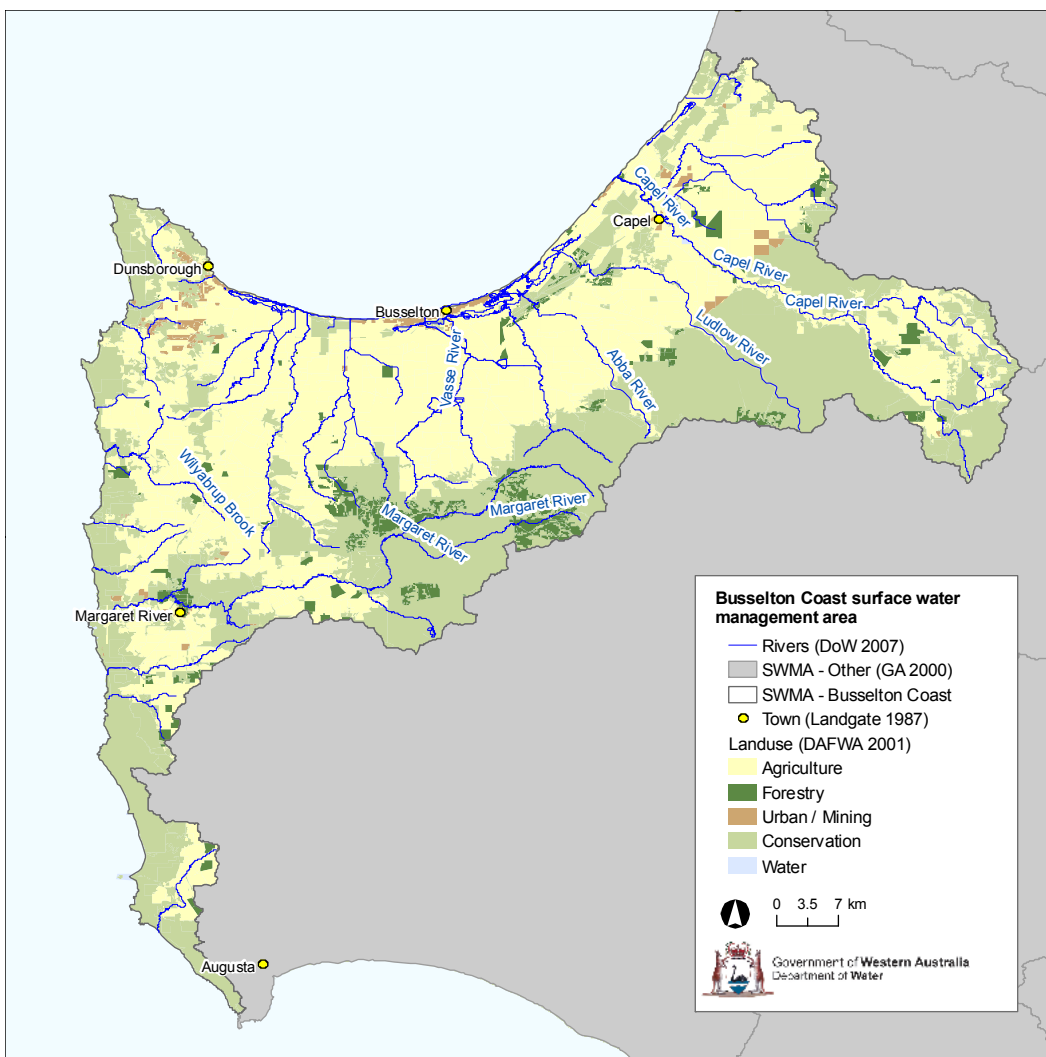 Capel River
Capel
Dunsborough
Capel River
Capel River
Busselton
Ludlow River
Vasse River
Abba River
Wilyabrup Brook
Margaret River
Margaret River
Margaret River
Augusta
Busselton Coast surface water
management area
Rivers (DoW 2007)
SWMA - Other (GA 2000)
SWMA - Busselton Coast
Town (Landgate 1987)
Landuse (DAFWA 2001)
Agriculture
Forestry
Urban / Mining
Conservation
Water
0 3.5 7 km
Government of Western Australia
Department of Water